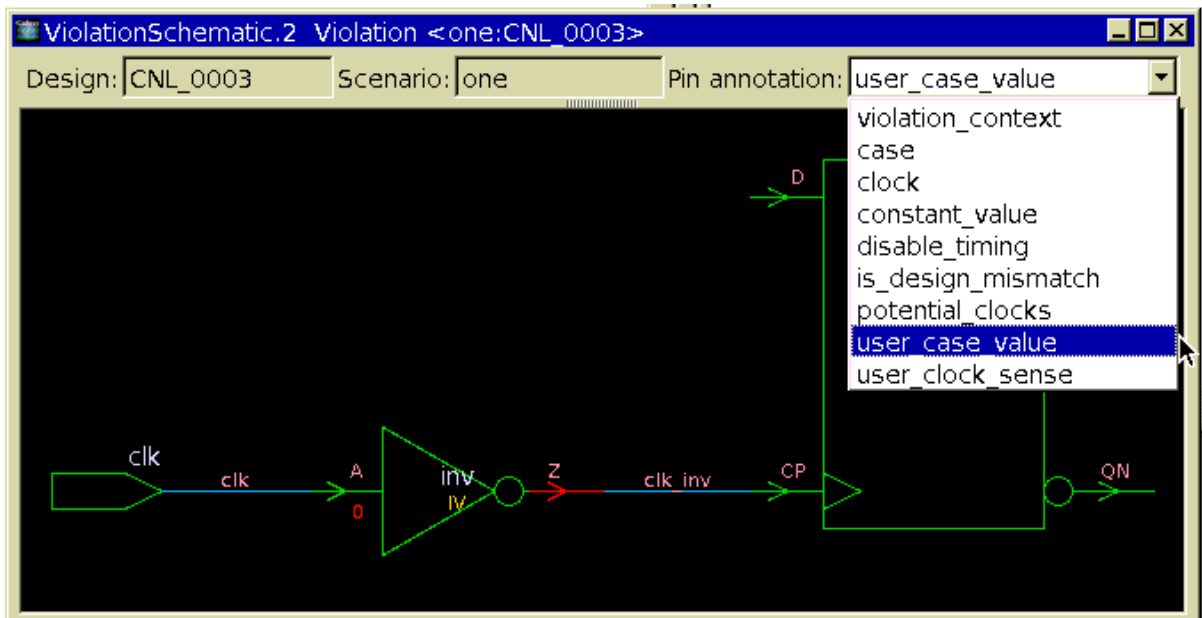 ViolationSchematic.2 Violation <one:CNL_0003>
Design: CNL_0003 Scenario: one Pin annotation: user_case_value
violation_context
case
clock
constant_value
disable_timing
is_design_mismatch
potential_clocks
user_case_value
user_clock_sense
D
clk
clk A inv Z clk_inv CP QN
0 IV